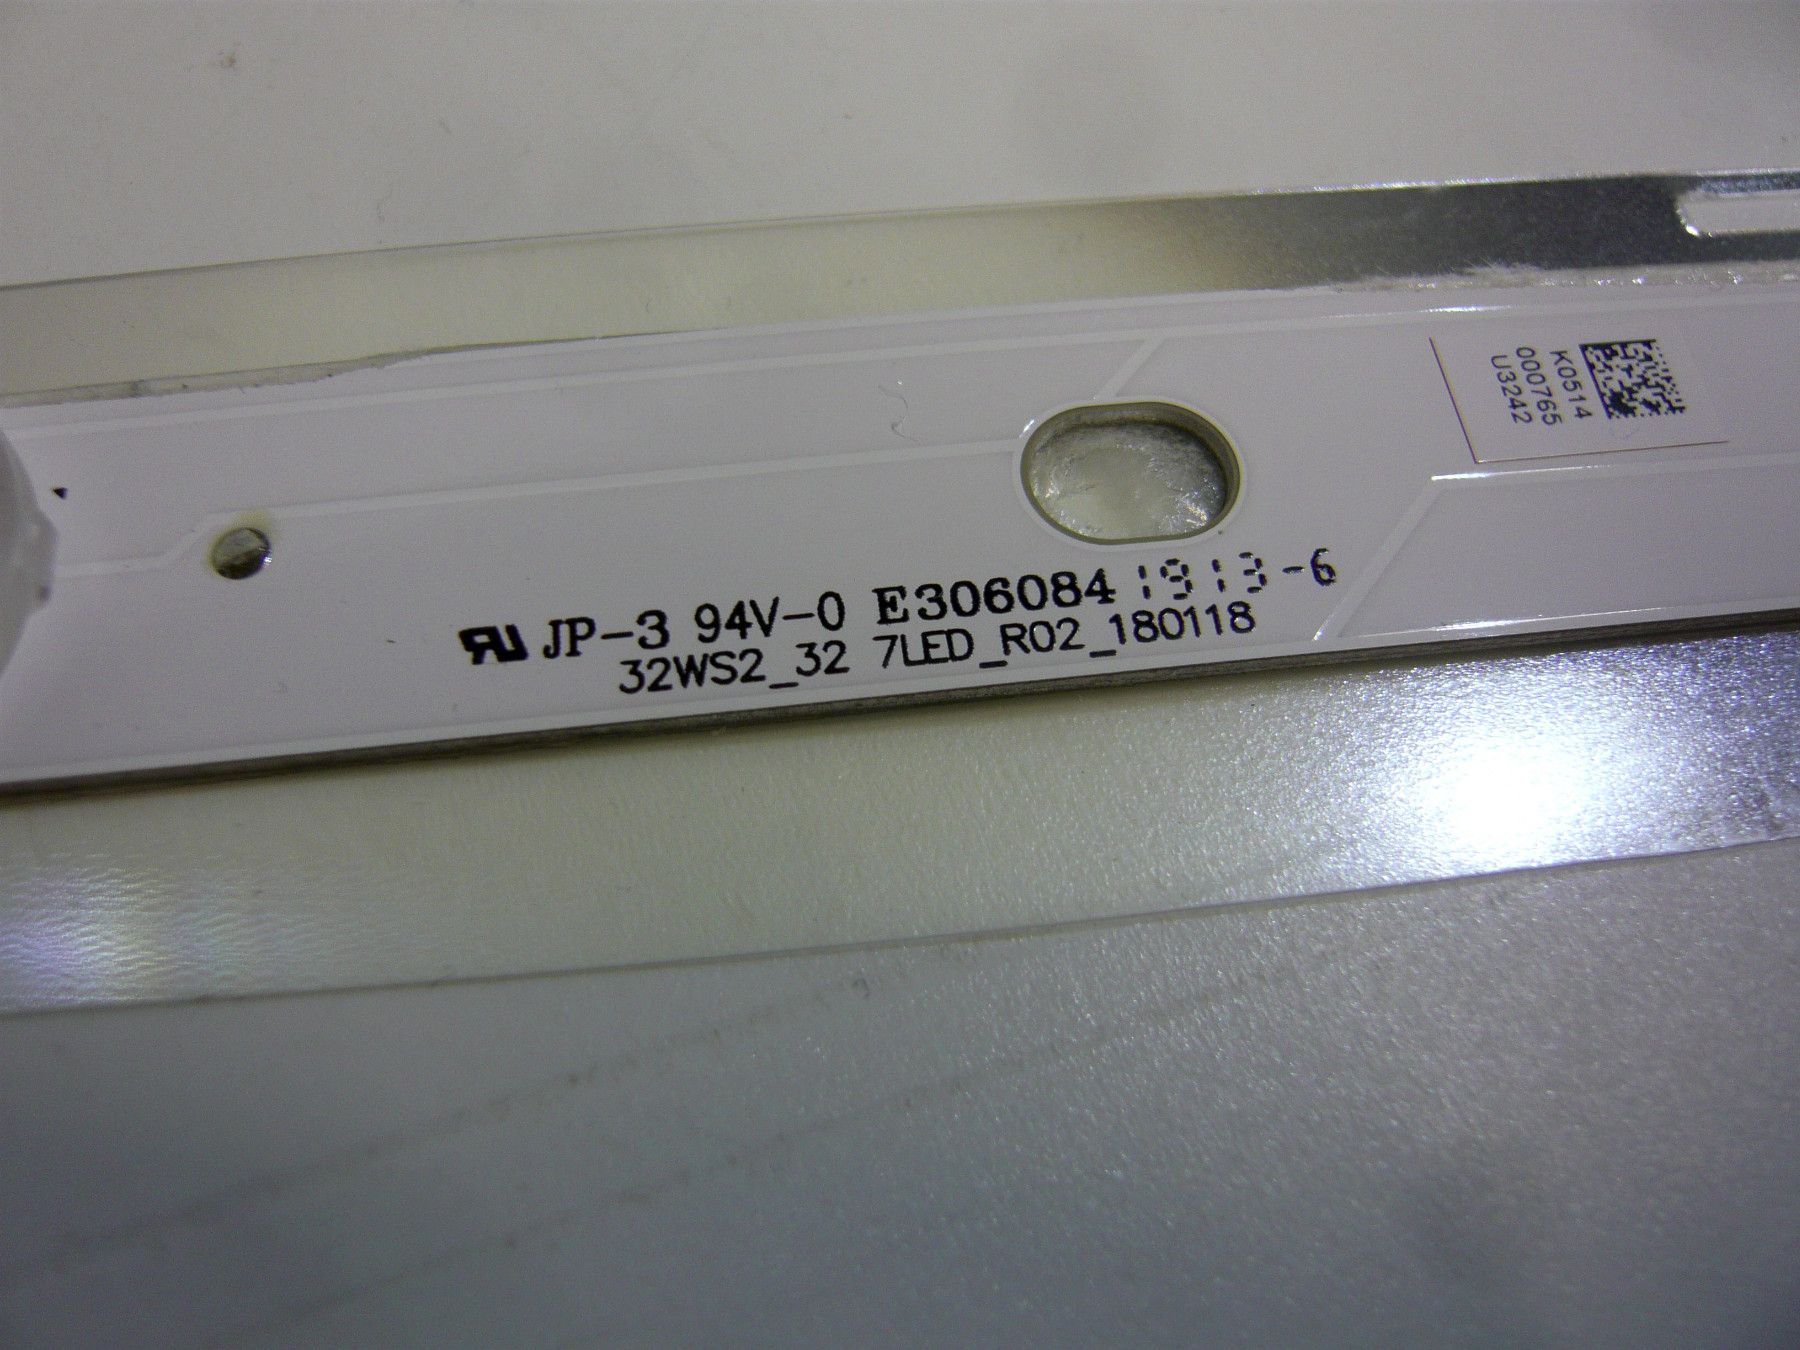 JP-3 94V-0 E306084 1913-6
32WS2_32 7LED_R02_180118
K0514
000765
U3242